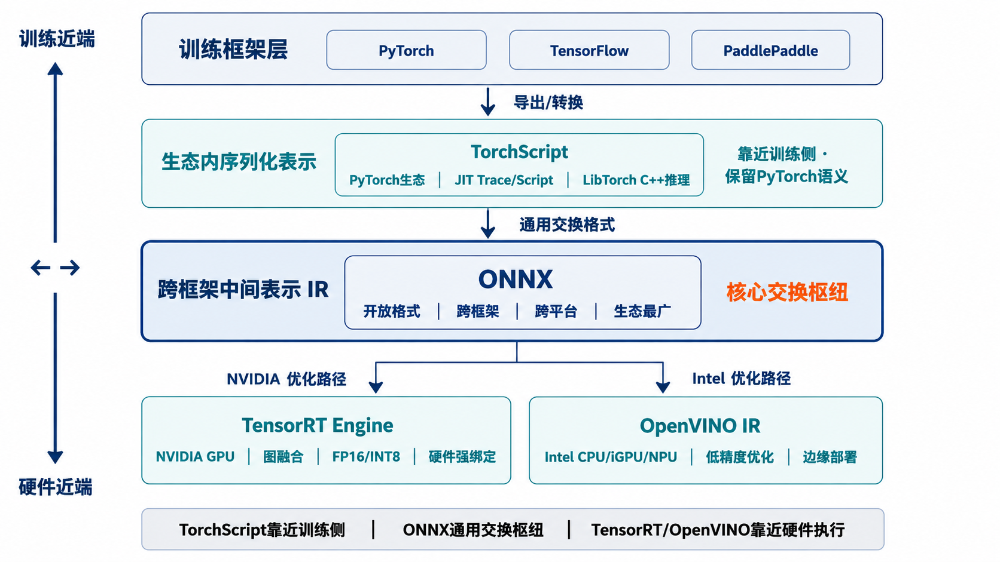 训练近端
训练框架层
PyTorch
TensorFlow
PaddlePaddle
导出/转换
生态内序列化表示
TorchScript
PyTorch生态 | JIT Trace/Script | LibTorch C++推理
靠近训练侧 ·
保留PyTorch语义
通用交换格式
跨框架中间表示 IR
ONNX
开放格式 | 跨框架 | 跨平台 | 生态最广
核心交换枢纽
NVIDIA 优化路径
Intel 优化路径
TensorRT Engine
NVIDIA GPU | 图融合 | FP16/INT8 | 硬件强绑定
OpenVINO IR
Intel CPU/iGPU/NPU | 低精度优化 | 边缘部署
硬件近端
TorchScript靠近训练侧 | ONNX通用交换枢纽 | TensorRT/OpenVINO靠近硬件执行